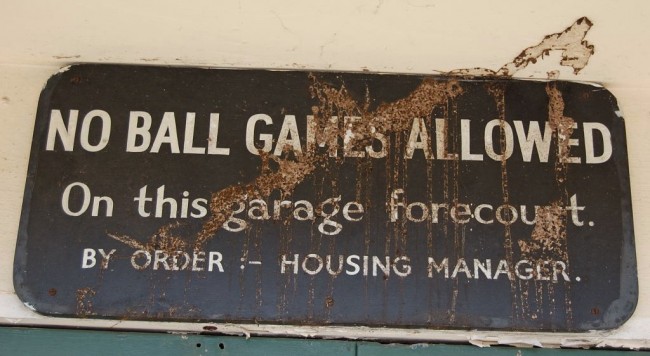 NO BALL GAMES ALLOWED
On this garage forecourt.
BY ORDER :- HOUSING MANAGER.